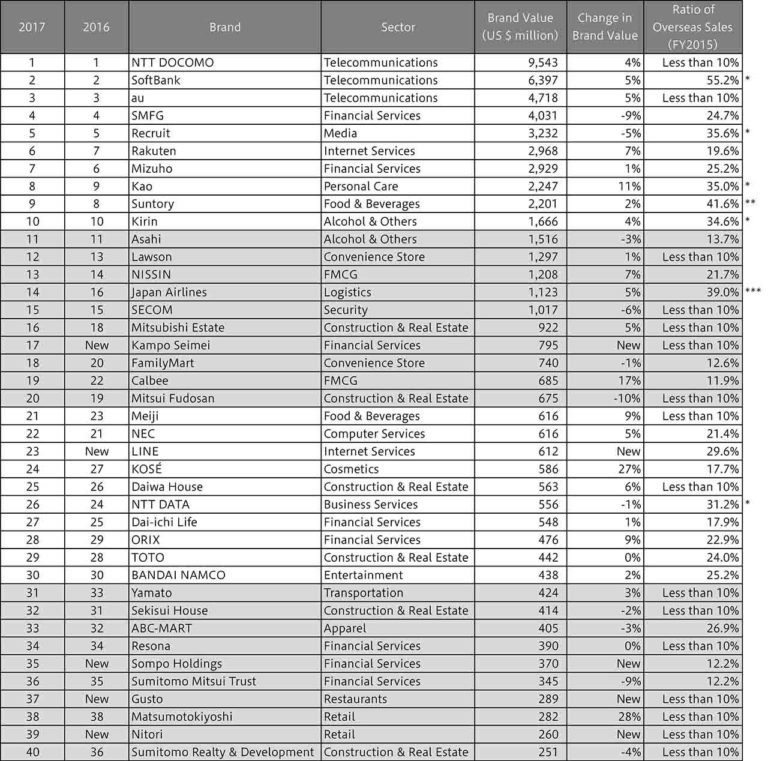 2017 2016 Brand Sector Brand Value (US $ million) Change in Brand Value Ratio of Overseas Sales (FY2015)
1 1 NTT DOCOMO Telecommunications 9,543 4% Less than 10%
2 2 SoftBank Telecommunications 6,397 5% 55.2% *
3 3 au Telecommunications 4,718 5% Less than 10%
4 4 SMFG Financial Services 4,031 -9% 24.7%
5 5 Recruit Media 3,232 -5% 35.6% *
6 7 Rakuten Internet Services 2,968 7% 19.6%
7 6 Mizuho Financial Services 2,929 1% 25.2%
8 9 Kao Personal Care 2,247 11% 35.0% *
9 8 Suntory Food & Beverages 2,201 2% 41.6% **
10 10 Kirin Alcohol & Others 1,666 4% 34.6% *
11 11 Asahi Alcohol & Others 1,516 -3% 13.7%
12 13 Lawson Convenience Store 1,297 1% Less than 10%
13 14 NISSIN FMCG 1,208 7% 21.7%
14 16 Japan Airlines Logistics 1,123 5% 39.0% ***
15 15 SECOM Security 1,017 -6% Less than 10%
16 18 Mitsubishi Estate Construction & Real Estate 922 5% Less than 10%
17 New Kampo Seimei Financial Services 795 New Less than 10%
18 20 FamilyMart Convenience Store 740 -1% 12.6%
19 22 Calbee FMCG 685 17% 11.9%
20 19 Mitsui Fudosan Construction & Real Estate 675 -10% Less than 10%
21 23 Meiji Food & Beverages 616 9% Less than 10%
22 21 NEC Computer Services 616 5% 21.4%
23 New LINE Internet Services 612 New 29.6%
24 27 KOSÉ Cosmetics 586 27% 17.7%
25 26 Daiwa House Construction & Real Estate 563 6% Less than 10%
26 24 NTT DATA Business Services 556 -1% 31.2% *
27 25 Dai-ichi Life Financial Services 548 1% 17.9%
28 29 ORIX Financial Services 476 9% 22.9%
29 28 TOTO Construction & Real Estate 442 0% 24.0%
30 30 BANDAI NAMCO Entertainment 438 2% 25.2%
31 33 Yamato Transportation 424 3% Less than 10%
32 31 Sekisui House Construction & Real Estate 414 -2% Less than 10%
33 32 ABC-MART Apparel 405 -3% 26.9%
34 34 Resona Financial Services 390 0% Less than 10%
35 New Sompo Holdings Financial Services 370 New 12.2%
36 35 Sumitomo Mitsui Trust Financial Services 345 -9% 12.2%
37 New Gusto Restaurants 289 New Less than 10%
38 38 Matsumotokiyoshi Retail 282 28% Less than 10%
39 New Nitori Retail 260 New Less than 10%
40 36 Sumitomo Realty & Development Construction & Real Estate 251 -4% Less than 10%